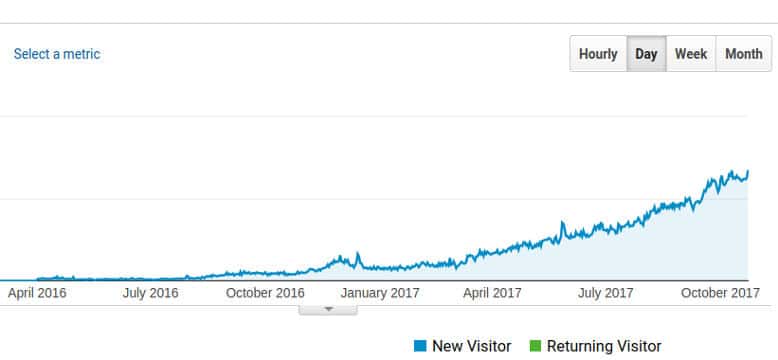 Select a metric
Hourly Day Week Month
April 2016 July 2016 October 2016 January 2017 April 2017 July 2017 October 2017
New Visitor Returning Visitor